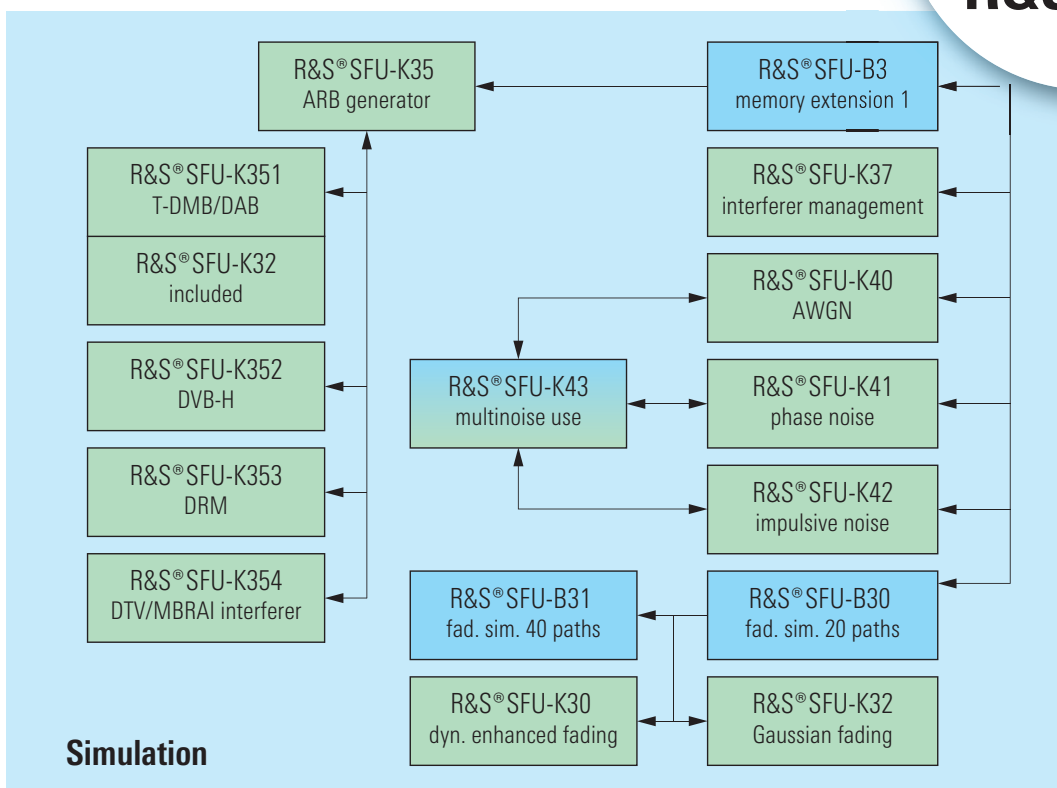 R&S®SFU-K35
ARB generator
R&S®SFU-B3
memory extension 1
R&S®SFU-K351
T-DMB/DAB
R&S®SFU-K32
included
R&S®SFU-K352
DVB-H
R&S®SFU-K353
DRM
R&S®SFU-K354
DTV/MBRAI interferer
R&S®SFU-K37
interferer management
R&S®SFU-K40
AWGN
R&S®SFU-K43
multinoise use
R&S®SFU-K41
phase noise
R&S®SFU-K42
impulsive noise
R&S®SFU-B31
fad. sim. 40 paths
R&S®SFU-B30
fad. sim. 20 paths
R&S®SFU-K30
dyn. enhanced fading
R&S®SFU-K32
Gaussian fading
Simulation